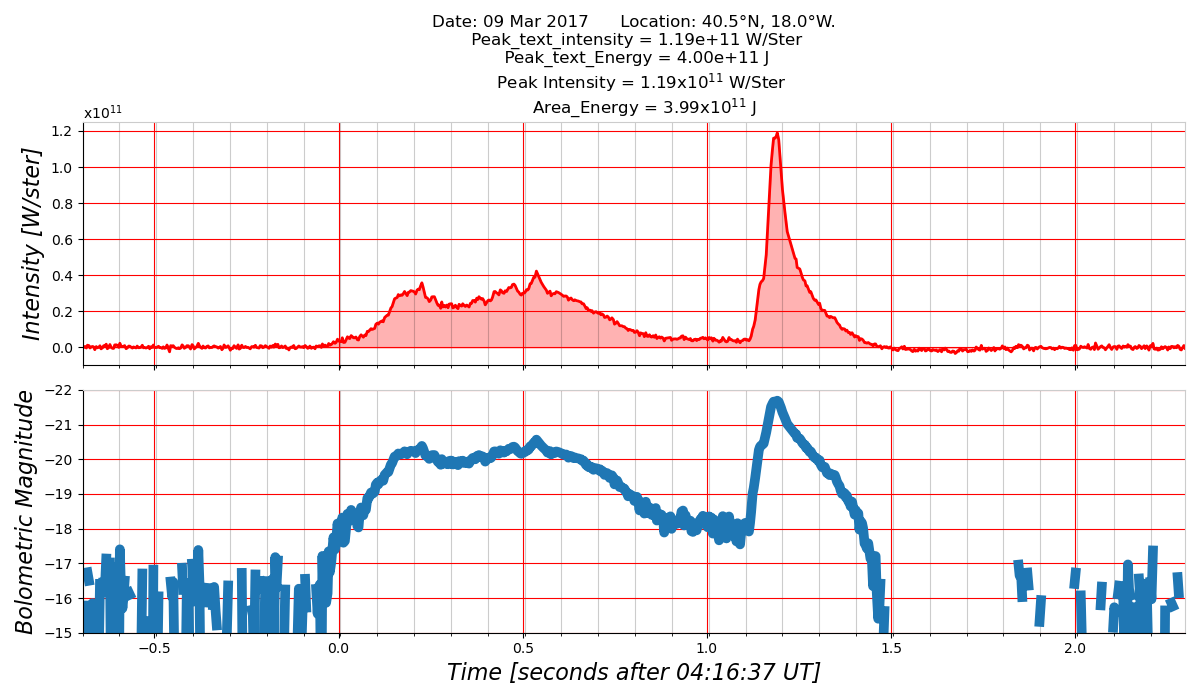 Date: 09 Mar 2017      Location: 40.5°N, 18.0°W.
Peak_text_intensity = 1.19e+11 W/Ster
Peak_text_Energy = 4.00e+11 J
Peak Intensity = 1.19x10¹¹ W/Ster
Area_Energy = 3.99x10¹¹ J
x10¹¹
1.2
1.0
0.8
0.6
0.4
0.2
0.0
Intensity [W/ster]
−22
−21
−20
−19
−18
−17
−16
−15
Bolometric Magnitude
−0.5
0.0
0.5
1.0
1.5
2.0
Time [seconds after 04:16:37 UT]